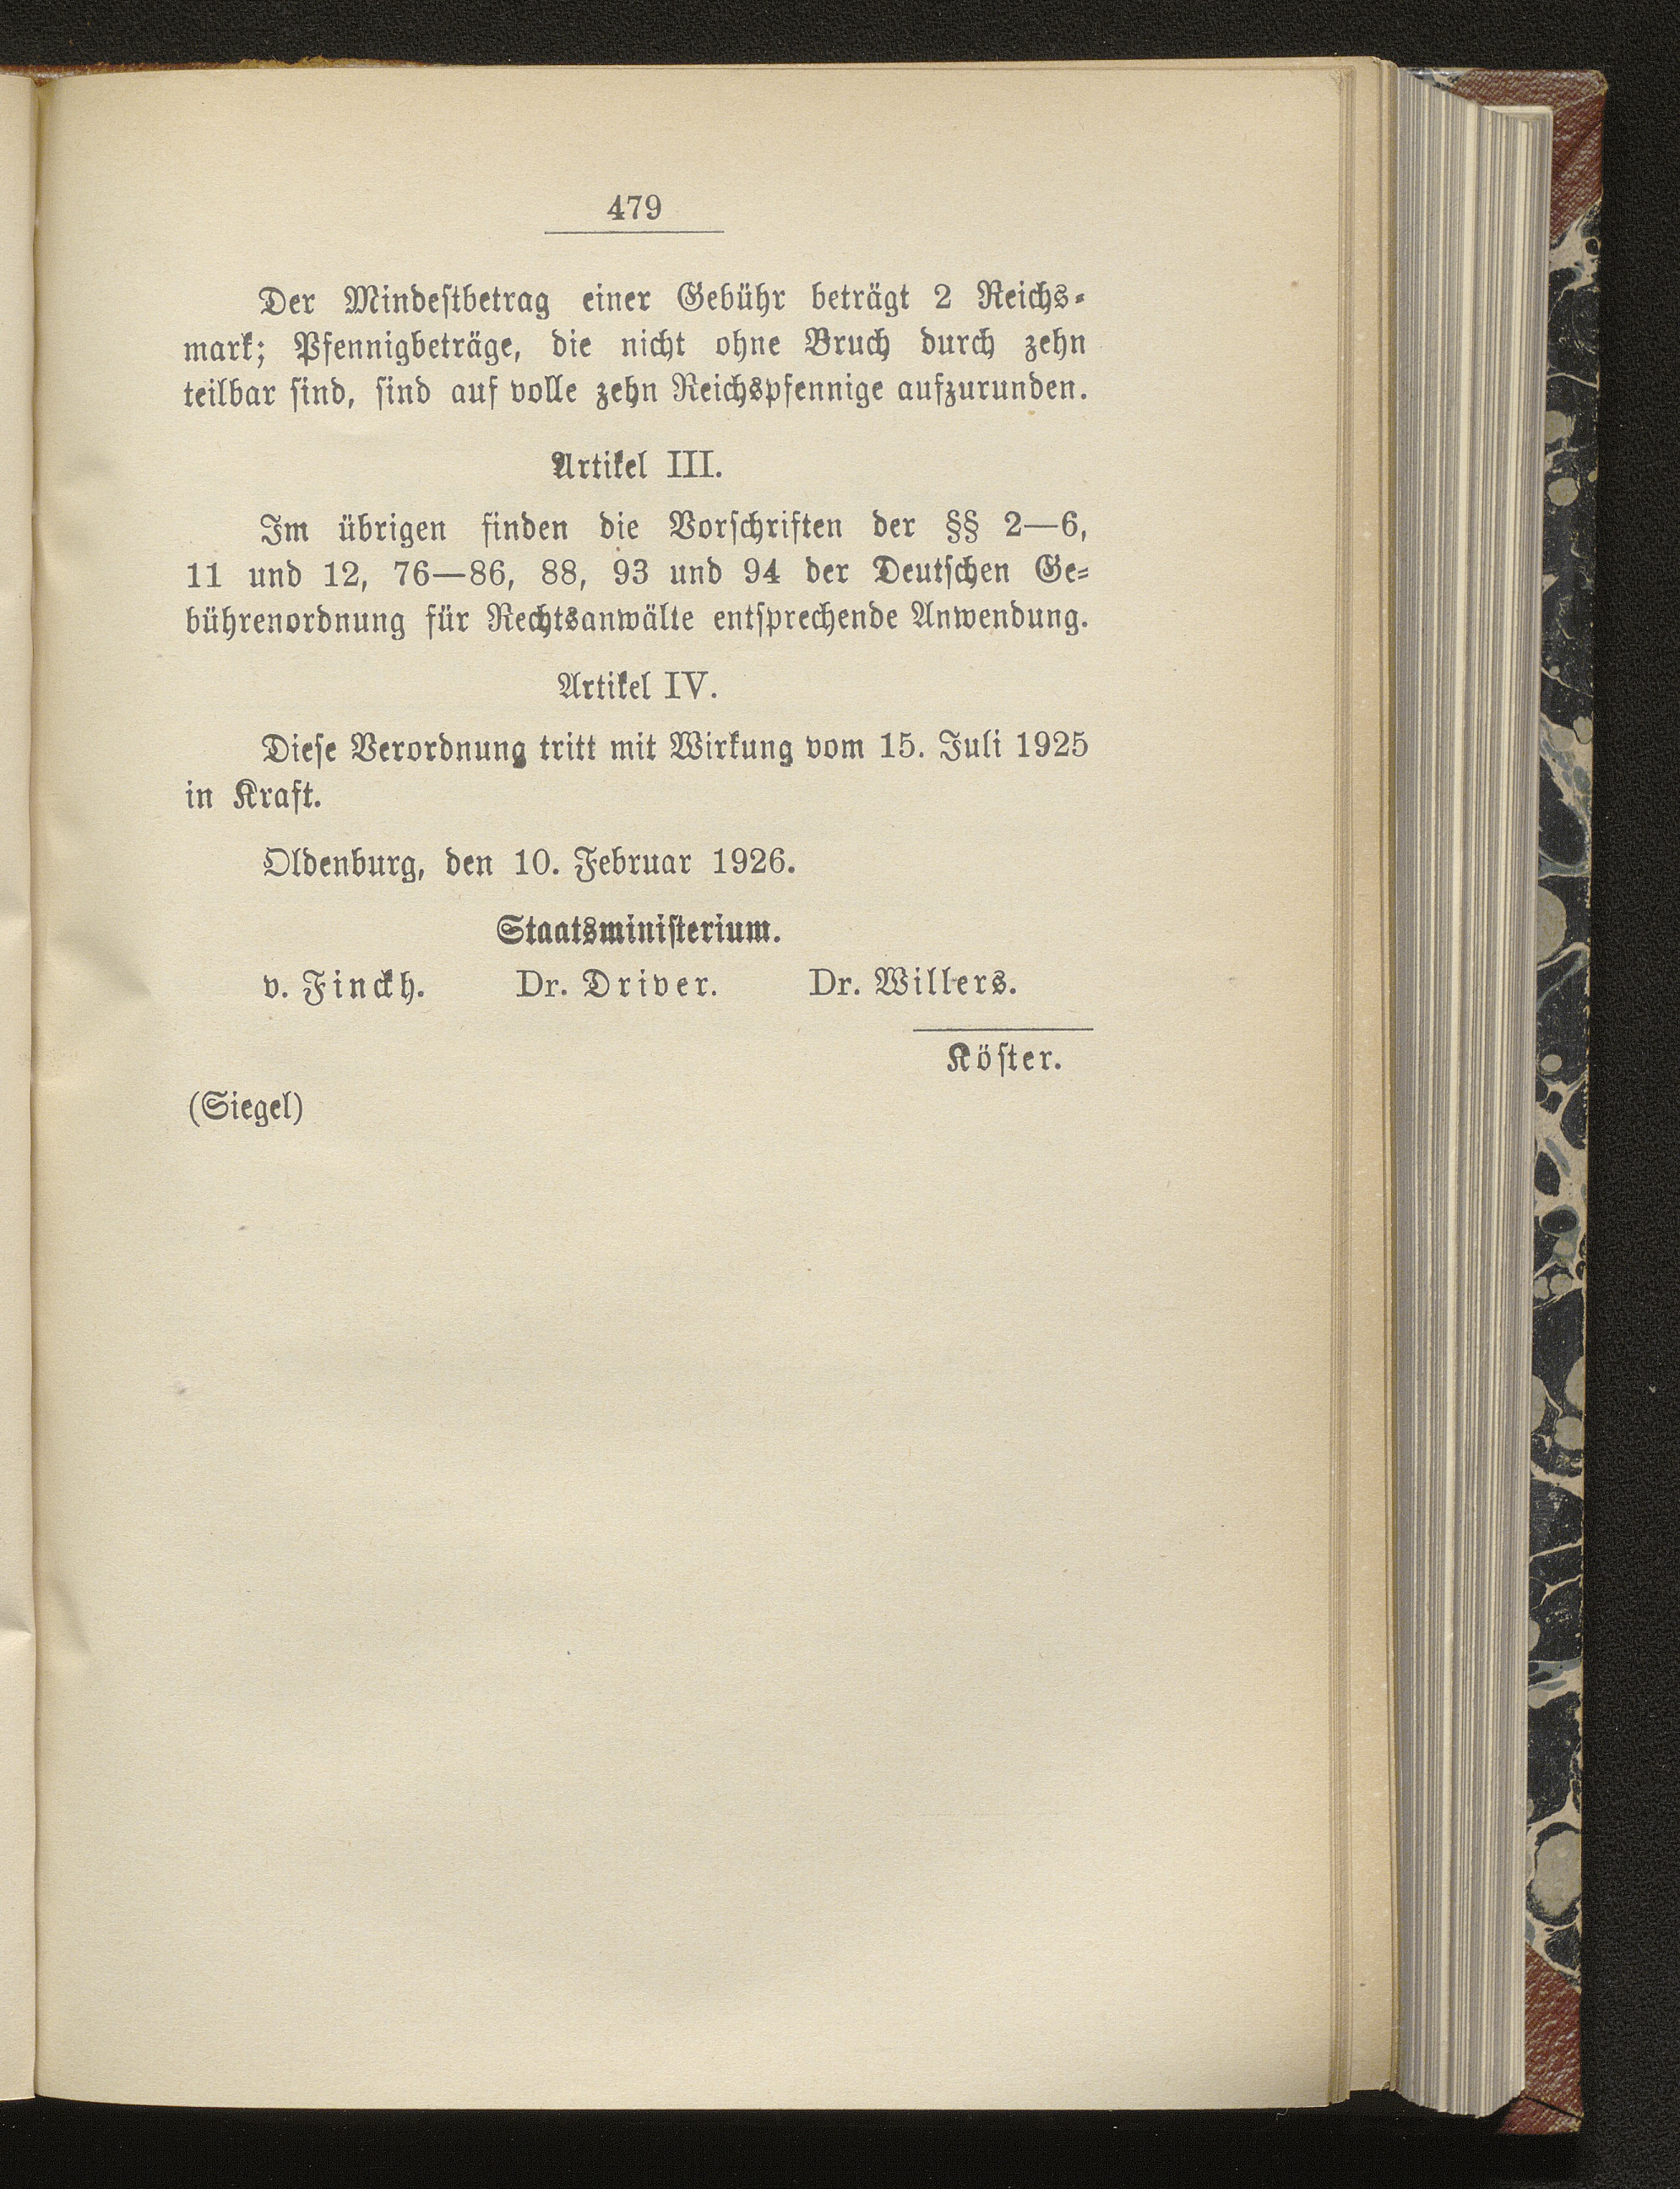 479
Der Mindestbetrag einer Gebühr beträgt 2 Reichs-
mark; Pfennigbeträge, die nicht ohne Bruch durch zehn
teilbar sind, sind auf volle zehn Reichspfennige aufzurunden.
Artikel III.
Im übrigen finden die Vorschriften der §§ 2—6,
11 und 12, 76—86, 88, 93 und 94 der Deutschen Ge-
bührenordnung für Rechtsanwälte entsprechende Anwendung.
Artikel IV.
Diese Verordnung tritt mit Wirkung vom 15. Juli 1925
in Kraft.
Oldenburg, den 10. Februar 1926.
Staatsministerium.
v. Finckh. Dr. Driver. Dr. Willers.
Köster.
(Siegel)